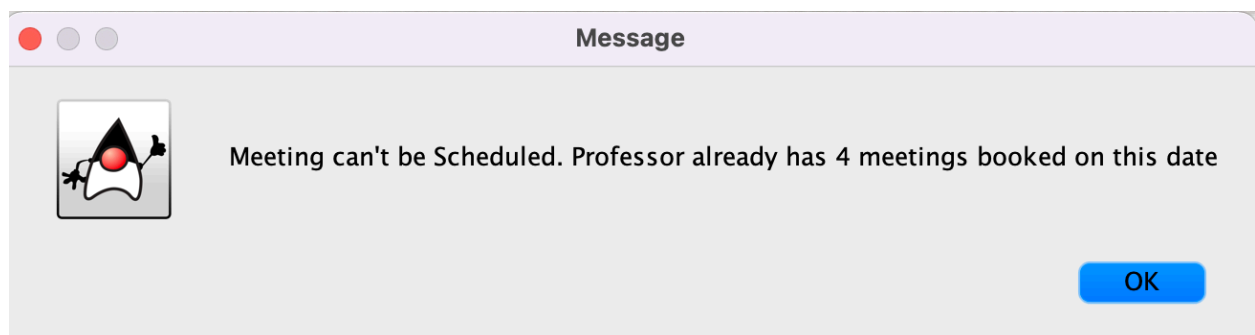 Message
Meeting can't be Scheduled. Professor already has 4 meetings booked on this date
OK